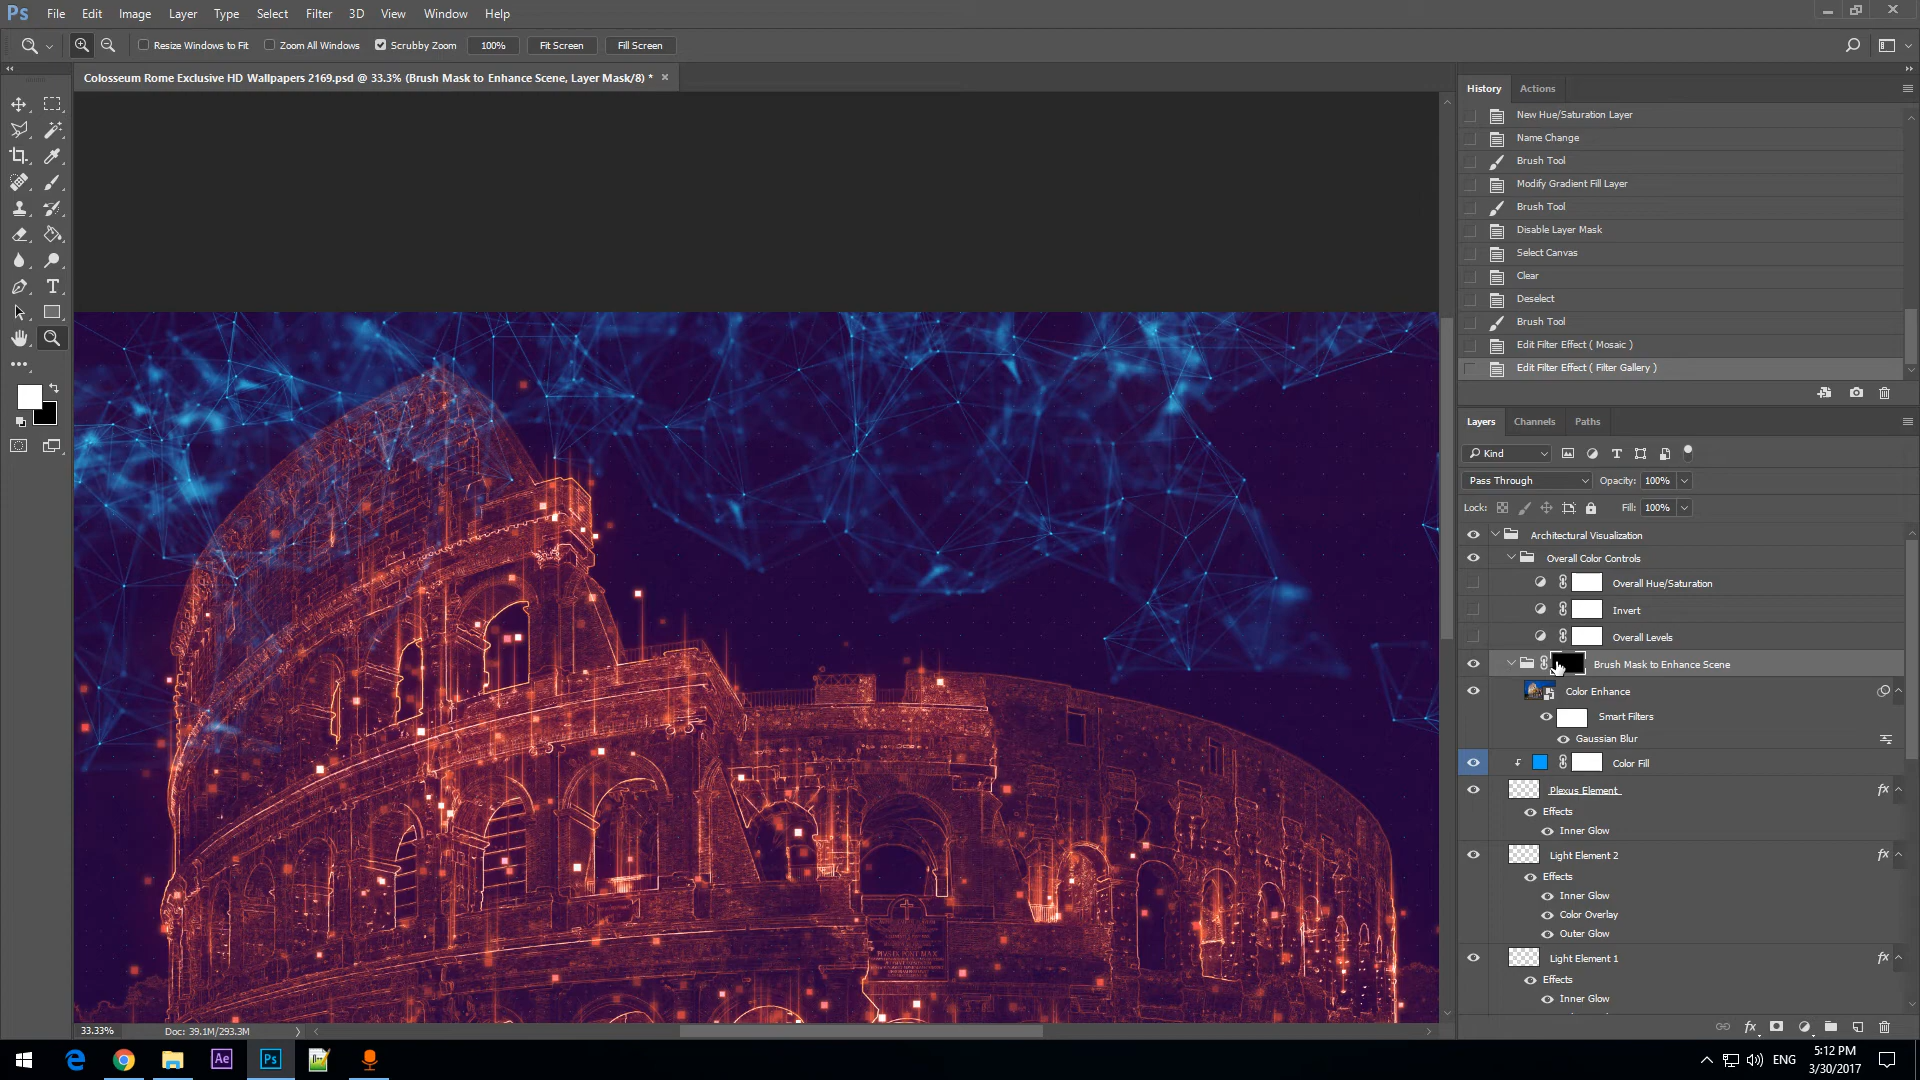 Ps File Edit Image Layer Type Select Filter 3D View Window Help
Resize Windows to Fit Zoom All Windows Scrubby Zoom 100% Fit Screen Fill Screen
Colosseum Rome Exclusive HD Wallpapers 2169.psd @ 33.3% (Brush Mask to Enhance Scene, Layer Mask/8) *
History Actions
New Hue/Saturation Layer
Name Change
Brush Tool
Modify Gradient Fill Layer
Brush Tool
Disable Layer Mask
Select Canvas
Clear
Deselect
Brush Tool
Edit Filter Effect ( Mosaic )
Edit Filter Effect ( Filter Gallery )
Layers Channels Paths
Kind
Pass Through Opacity: 100%
Lock: Fill: 100%
Architectural Visualization
Overall Color Controls
Overall Hue/Saturation
Invert
Overall Levels
Brush Mask to Enhance Scene
Color Enhance
Smart Filters
Gaussian Blur
Color Fill
Plexus Element
Effects
Inner Glow
Light Element 2
Effects
Inner Glow
Color Overlay
Outer Glow
Light Element 1
Effects
Inner Glow
33.33% Doc: 39.1M/293.3M
Ae Ps
ENG
5:12 PM
3/30/2017